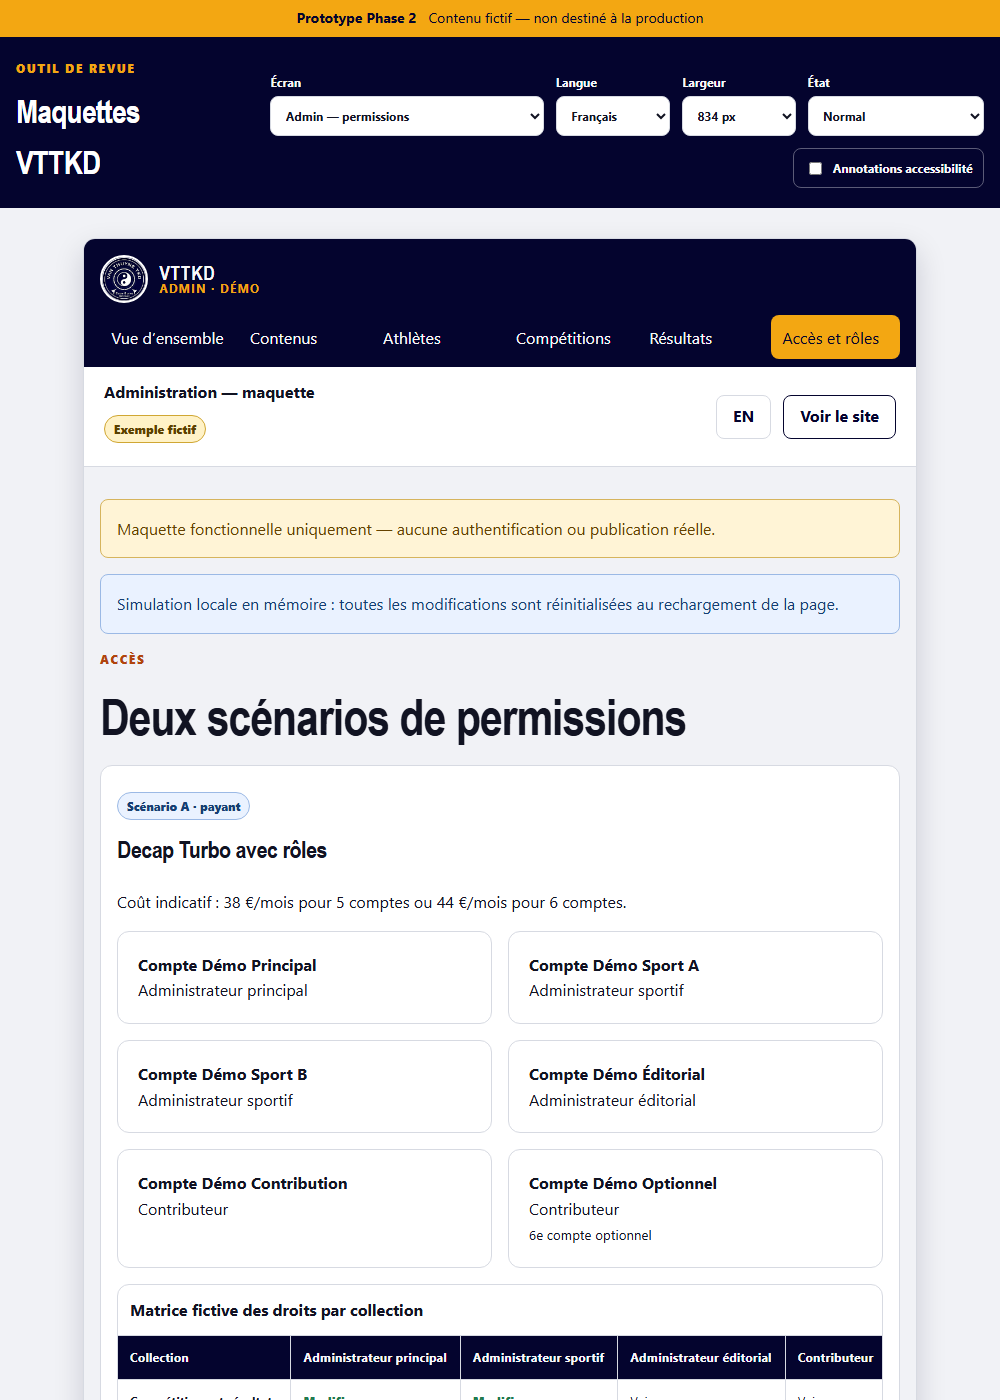 Prototype Phase 2 Contenu fictif — non destiné à la production
OUTIL DE REVUE
Maquettes
VTTKD
Écran
Langue
Largeur
État
Admin — permissions
Français
834 px
Normal
Annotations accessibilité
VTTKD
ADMIN · DÉMO
Vue d’ensemble
Contenus
Athlètes
Compétitions
Résultats
Accès et rôles
Administration — maquette
Exemple fictif
EN
Voir le site
Maquette fonctionnelle uniquement — aucune authentification ou publication réelle.
Simulation locale en mémoire : toutes les modifications sont réinitialisées au rechargement de la page.
ACCÈS
Deux scénarios de permissions
Scénario A · payant
Decap Turbo avec rôles
Coût indicatif : 38 €/mois pour 5 comptes ou 44 €/mois pour 6 comptes.
Compte Démo Principal
Administrateur principal
Compte Démo Sport A
Administrateur sportif
Compte Démo Sport B
Administrateur sportif
Compte Démo Éditorial
Administrateur éditorial
Compte Démo Contribution
Contributeur
Compte Démo Optionnel
Contributeur
6e compte optionnel
Matrice fictive des droits par collection
Collection
Administrateur principal
Administrateur sportif
Administrateur éditorial
Contributeur